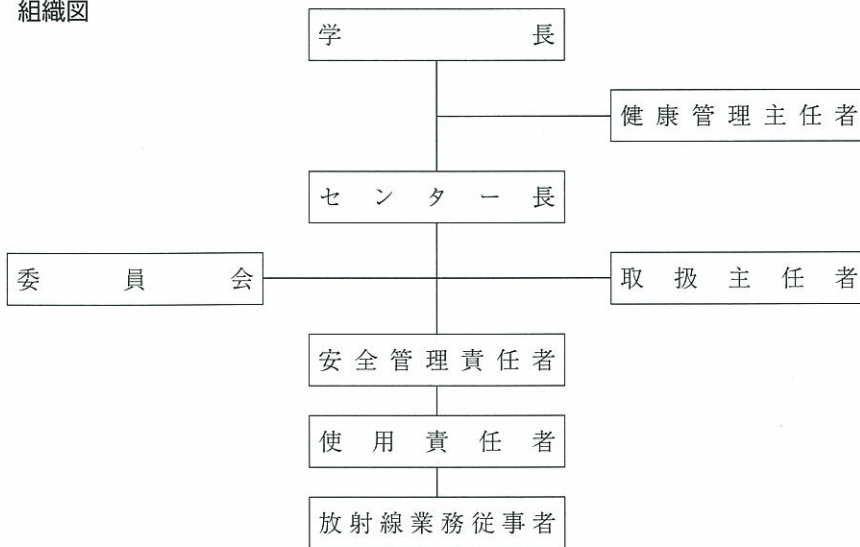 組織図
学長
健康管理主任者
センター長
委員会
取扱主任者
安全管理責任者
使用責任者
放射線業務従事者